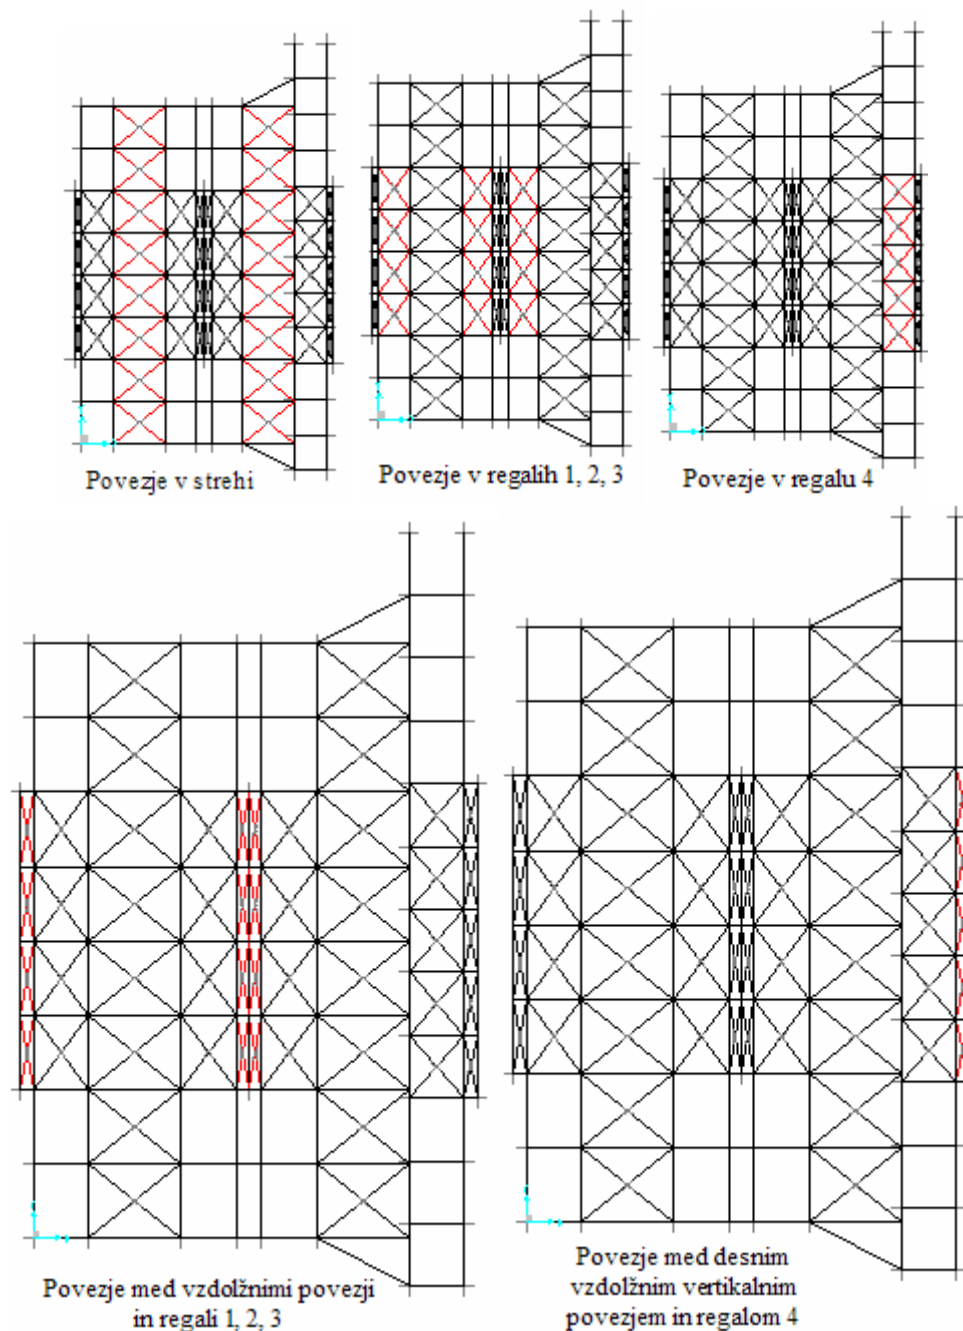 Povezje v strehi
Povezje v regalih 1, 2, 3
Povezje v regalu 4
Povezje med vzdolžnimi povezji
in regali 1, 2, 3
Povezje med desnim
vzdolžnim vertikalnim
povezjem in regalom 4